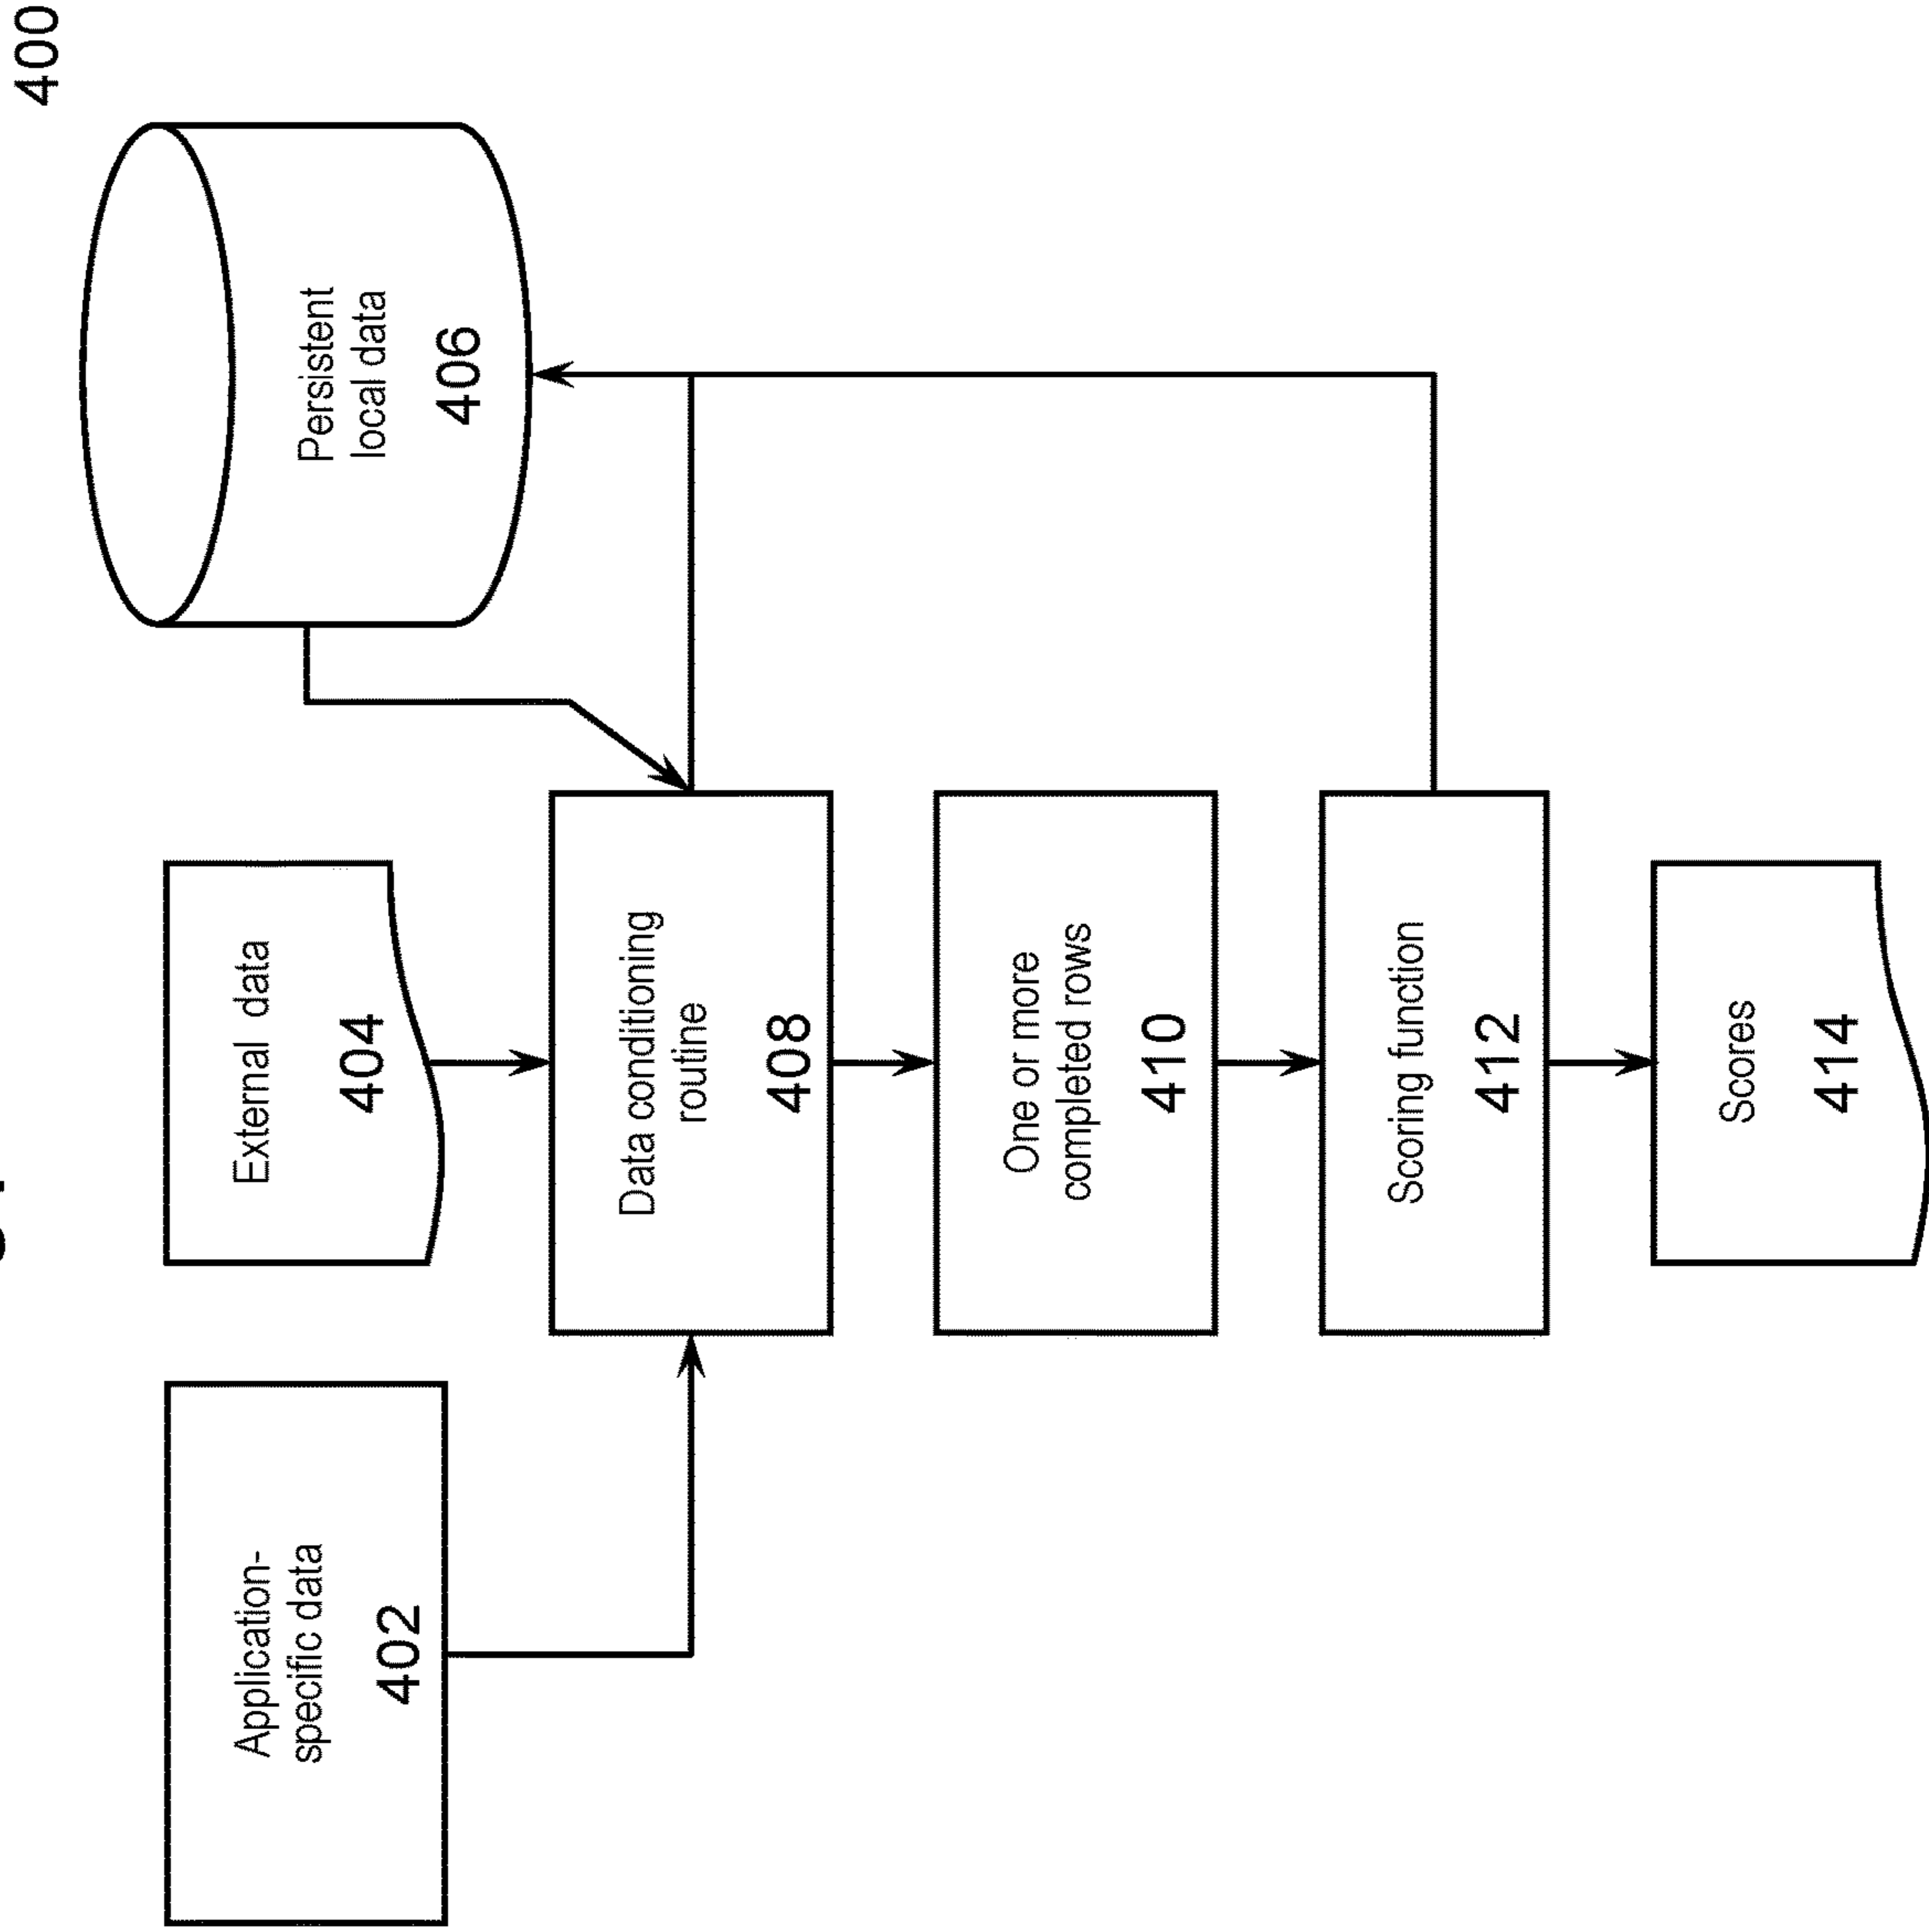 400
Application-
specific data
402
External data
404
Persistent
local data
406
Data conditioning
routine
408
One or more
completed rows
410
Scoring function
412
Scores
414